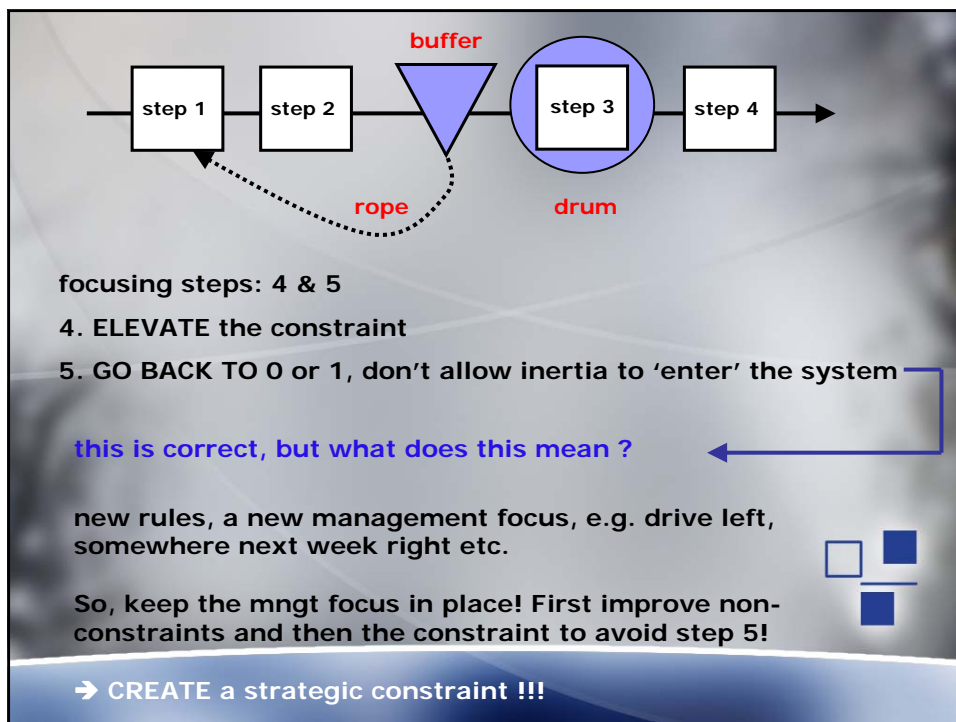 buffer
step 1
step 2
step 3
step 4
rope
drum
focusing steps: 4 & 5
4. ELEVATE the constraint
5. GO BACK TO 0 or 1, don’t allow inertia to ‘enter’ the system
this is correct, but what does this mean ?
new rules, a new management focus, e.g. drive left,
somewhere next week right etc.
So, keep the mngt focus in place! First improve non-
constraints and then the constraint to avoid step 5!
➔ CREATE a strategic constraint !!!